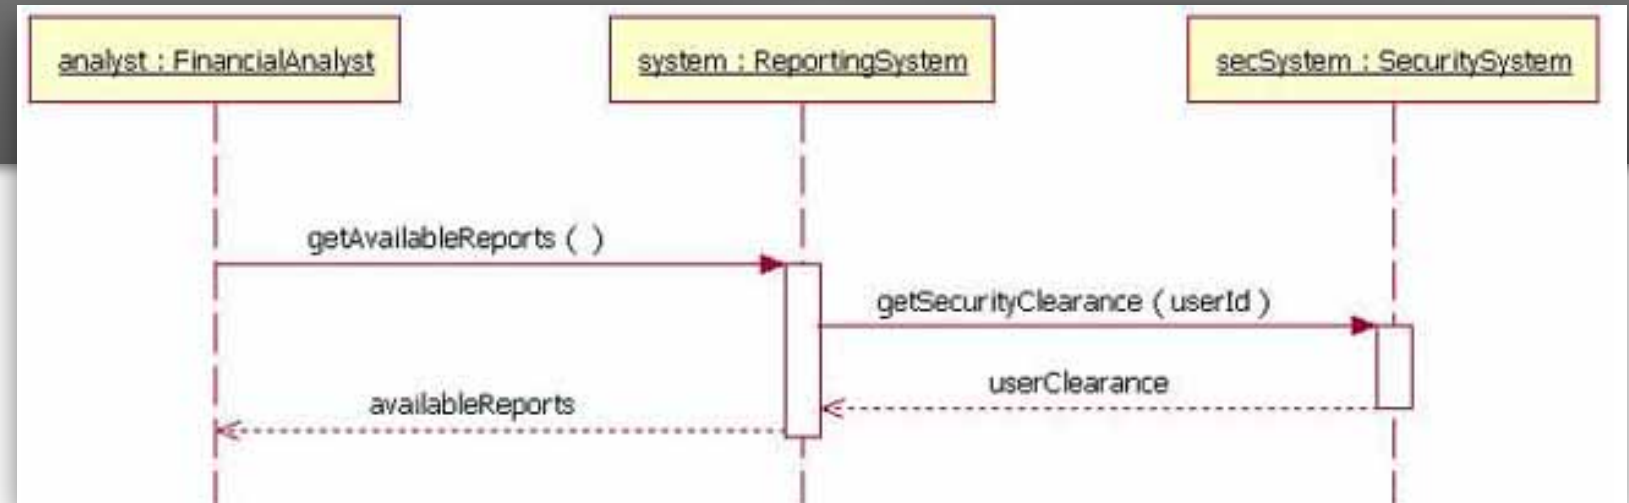 analyst : FinancialAnalyst
system : ReportingSystem
secSystem : SecuritySystem
getAvailableReports ( )
getSecurityClearance ( userId )
userClearance
availableReports